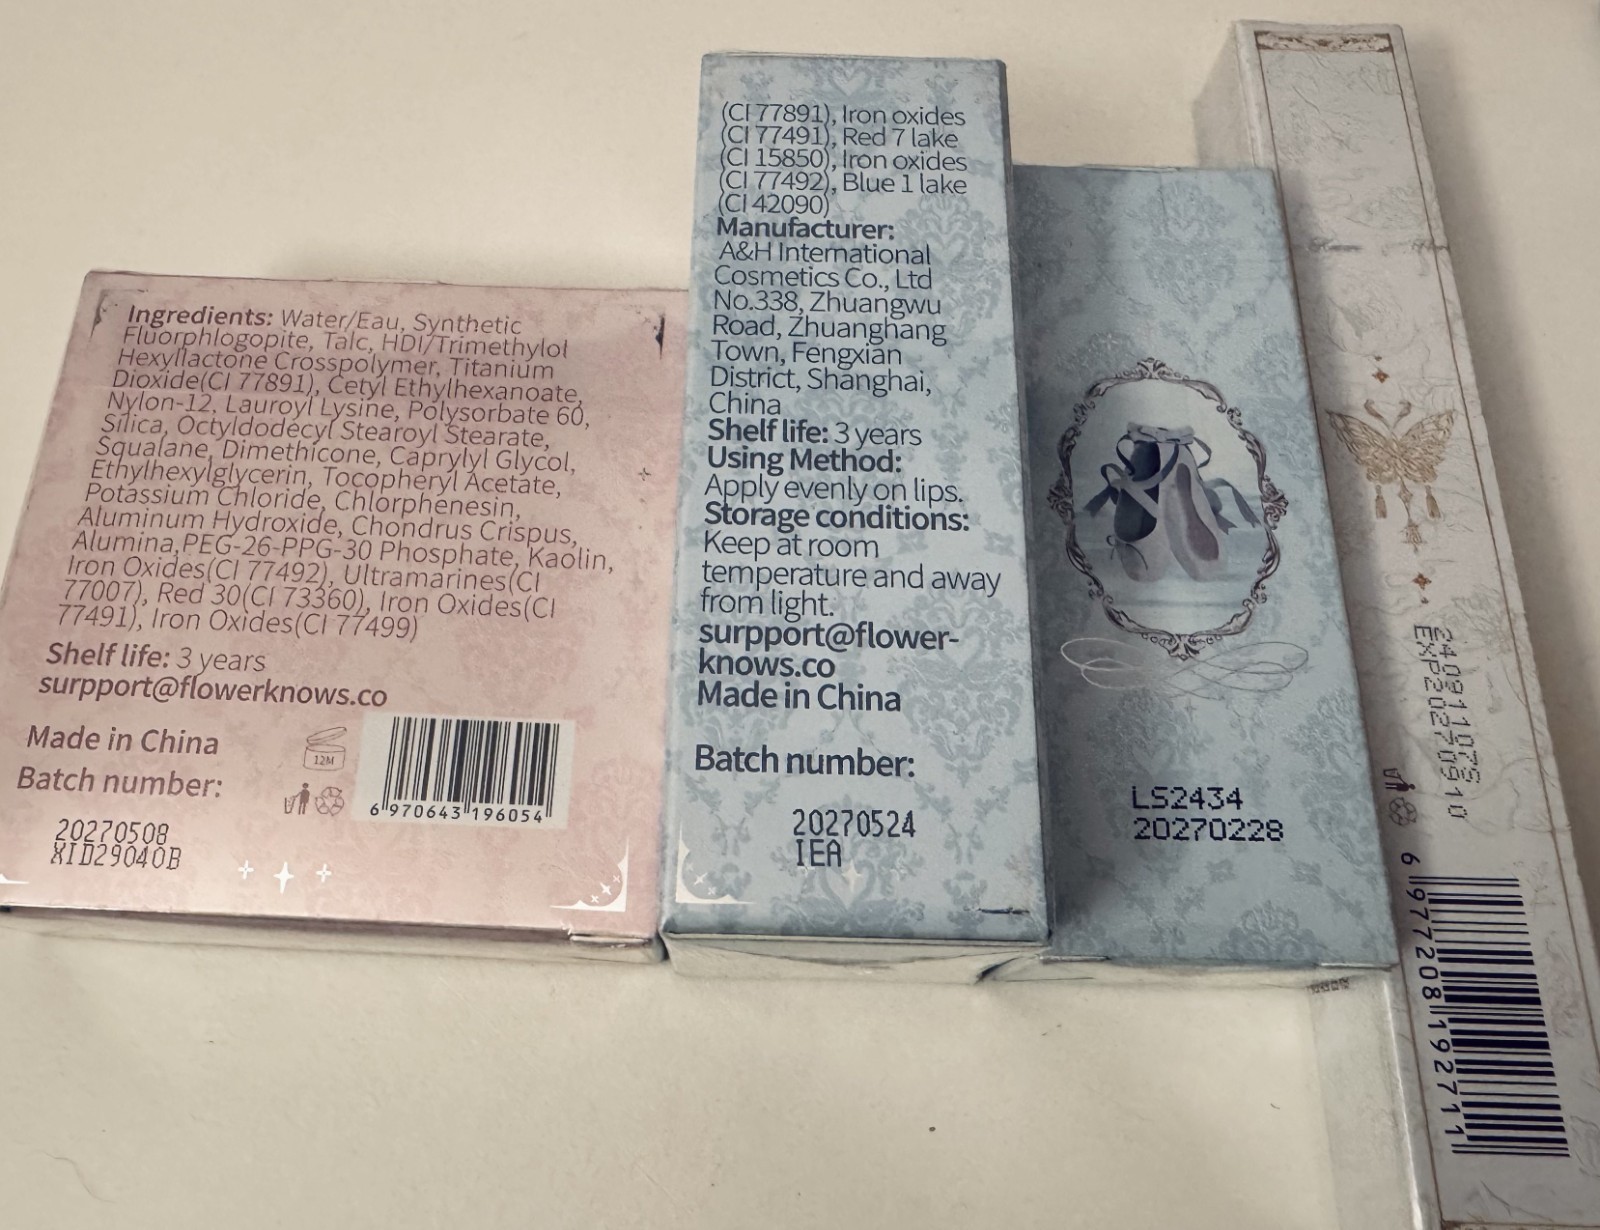 Ingredients: Water/Eau, Synthetic
Fluorphlogopite, Talc, HDI/Trimethylol
Hexyllactone Crosspolymer, Titanium
Dioxide(CI 77891), Cetyl Ethylhexanoate,
Nylon-12, Lauroyl Lysine, Polysorbate 60,
Silica, Octyldodecyl Stearoyl Stearate,
Squalane, Dimethicone, Caprylyl Glycol,
Ethylhexylglycerin, Tocopheryl Acetate,
Potassium Chloride, Chlorphenesin,
Aluminum Hydroxide, Chondrus Crispus,
Alumina,PEG-26-PPG-30 Phosphate, Kaolin,
Iron Oxides(CI 77492), Ultramarines(CI
77007), Red 30(CI 73360), Iron Oxides(CI
77491), Iron Oxides(CI 77499)
Shelf life: 3 years
surpport@flowerknows.co
Made in China
Batch number:
12M
6 970643 196054
20270508
XID29040B
(CI 77891), Iron oxides
(CI 77491), Red 7 lake
(CI 15850), Iron oxides
(CI 77492), Blue 1 lake
(CI 42090)
Manufacturer:
A&H International
Cosmetics Co., Ltd
No.338, Zhuangwu
Road, Zhuanghang
Town, Fengxian
District, Shanghai,
China
Shelf life: 3 years
Using Method:
Apply evenly on lips.
Storage conditions:
Keep at room
temperature and away
from light.
surpport@flower-
knows.co
Made in China
Batch number:
20270524
IEA
LS2434
20270228
EXP20270910
6 977208 192711